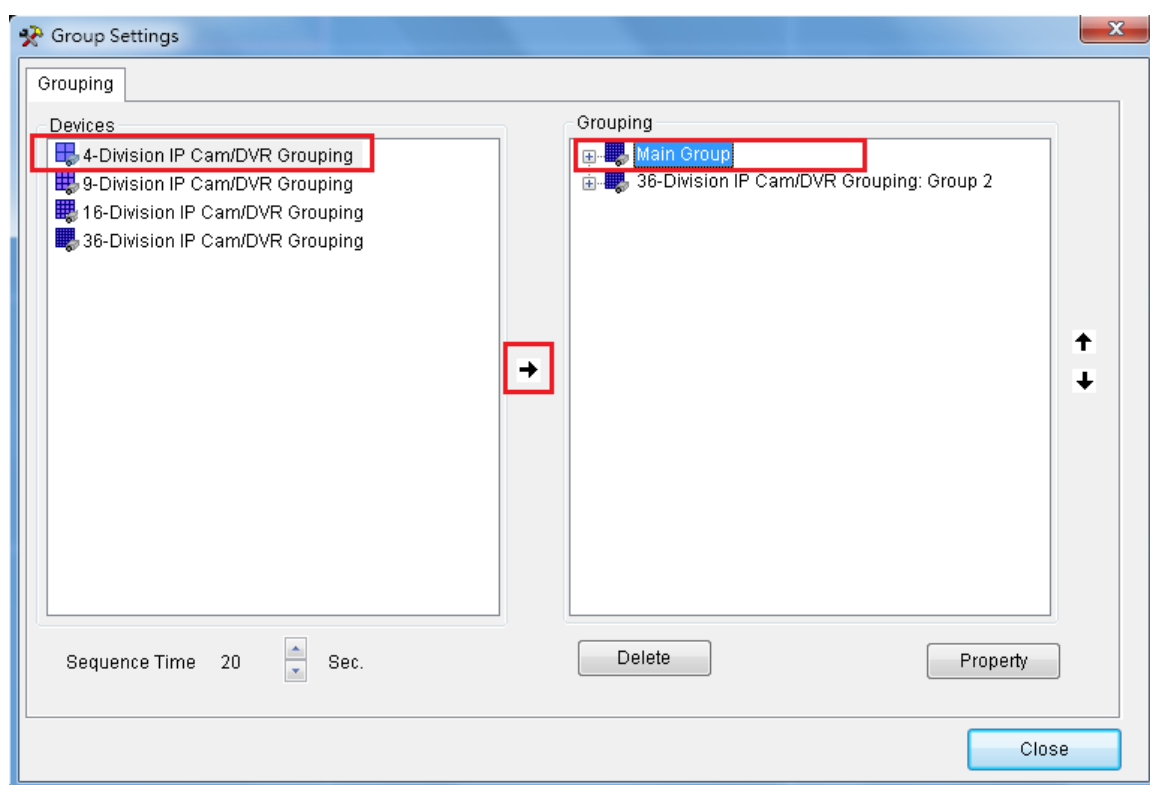 Group Settings
x
Grouping
Devices
4-Division IP Cam/DVR Grouping
9-Division IP Cam/DVR Grouping
16-Division IP Cam/DVR Grouping
36-Division IP Cam/DVR Grouping
Grouping
Main Group
36-Division IP Cam/DVR Grouping: Group 2
Sequence Time 20 Sec.
Delete
Property
Close